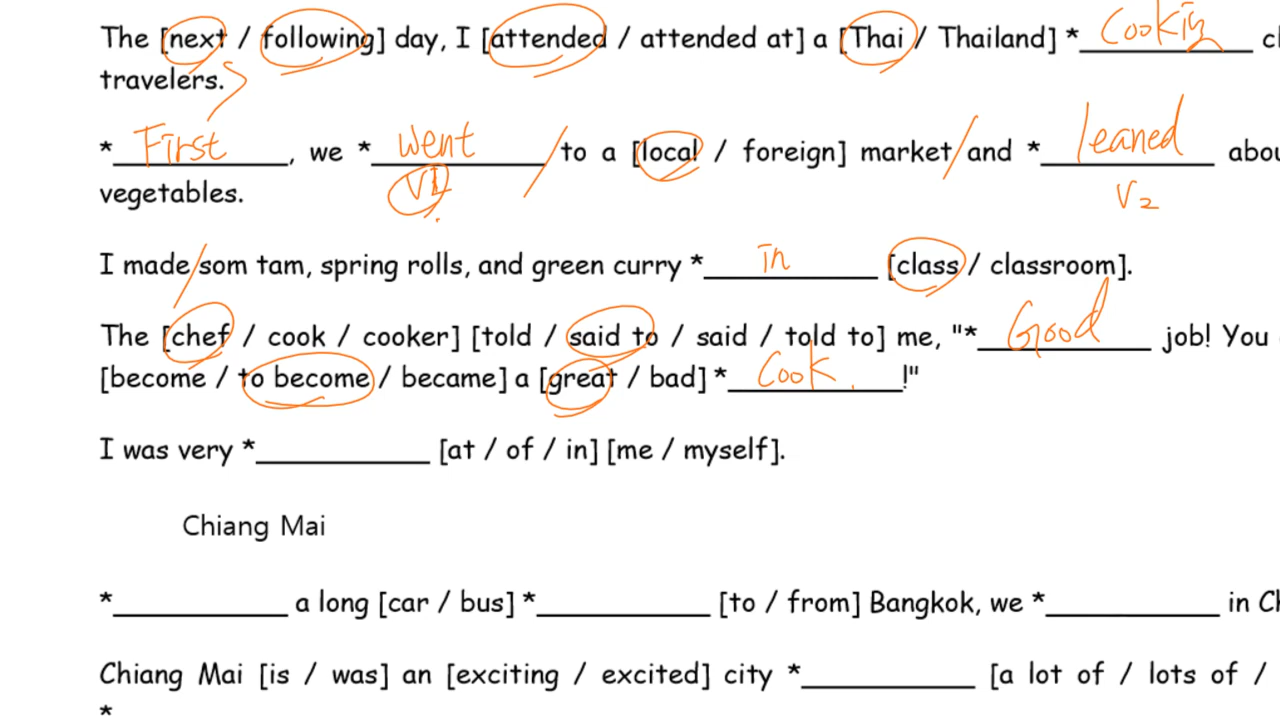 The [next / following] day, I [attended / attended at] a [Thai / Thailand] * Cooking
travelers.
* First, we * went to a [local / foreign] market and * leaned
V1 V2
vegetables.
I made som tam, spring rolls, and green curry * in [class / classroom].
The [chef / cook / cooker] [told / said to / said / told to] me, "* Good job! You
[become / to become / became] a [great / bad] * Cook !"
I was very *__________ [at / of / in] [me / myself].
Chiang Mai
*__________ a long [car / bus] *__________ [to / from] Bangkok, we *__________ in
Chiang Mai [is / was] an [exciting / excited] city *__________ [a lot of / lots of /
*